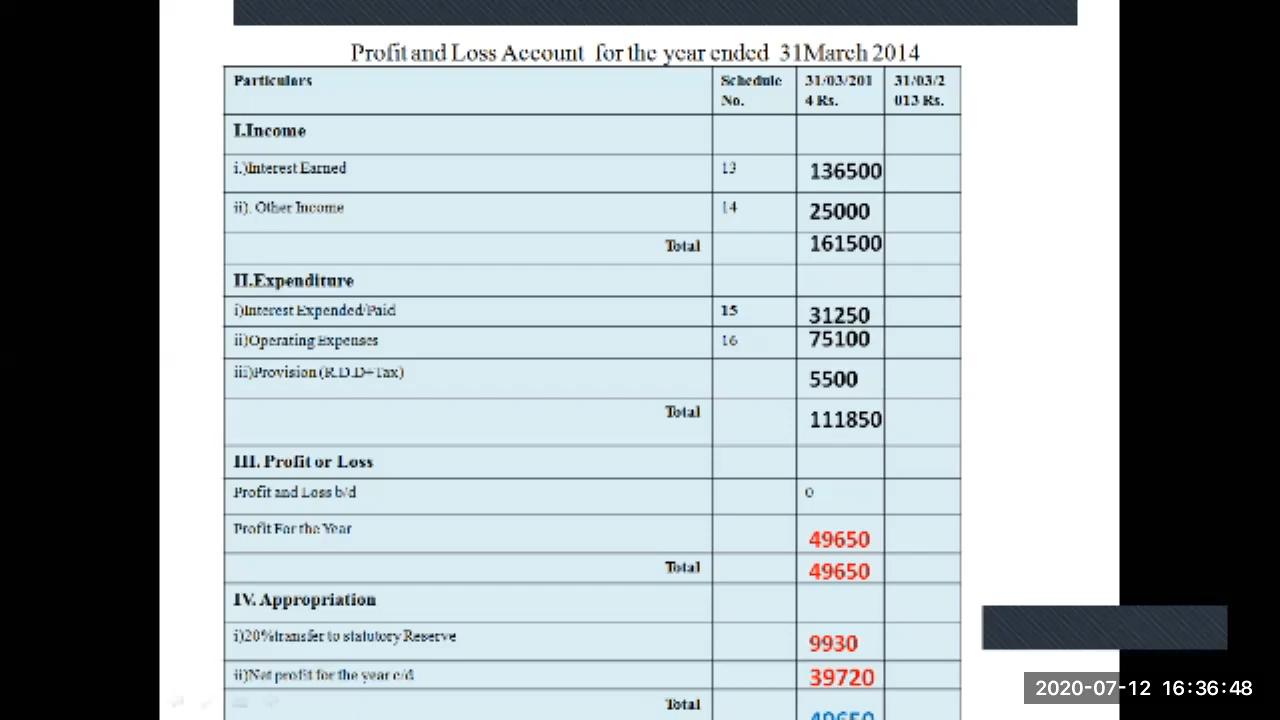 Profit and Loss Account for the year ended 31March 2014
Particulars Schedule No. 31/03/2014 Rs. 31/03/2013 Rs.
I.Income
i.)Interest Earned 13 136500
ii). Other Income 14 25000
Total 161500
II.Expenditure
i)Interest Expended/Paid 15 31250
ii)Operating Expenses 16 75100
iii)Provision (R.D.D+Tax) 5500
Total 111850
III. Profit or Loss
Profit and Loss b/d 0
Profit For the Year 49650
Total 49650
IV. Appropriation
i)20%transfer to statutory Reserve 9930
ii)Net profit for the year c/d 39720
Total 49650
2020-07-12 16:36:48